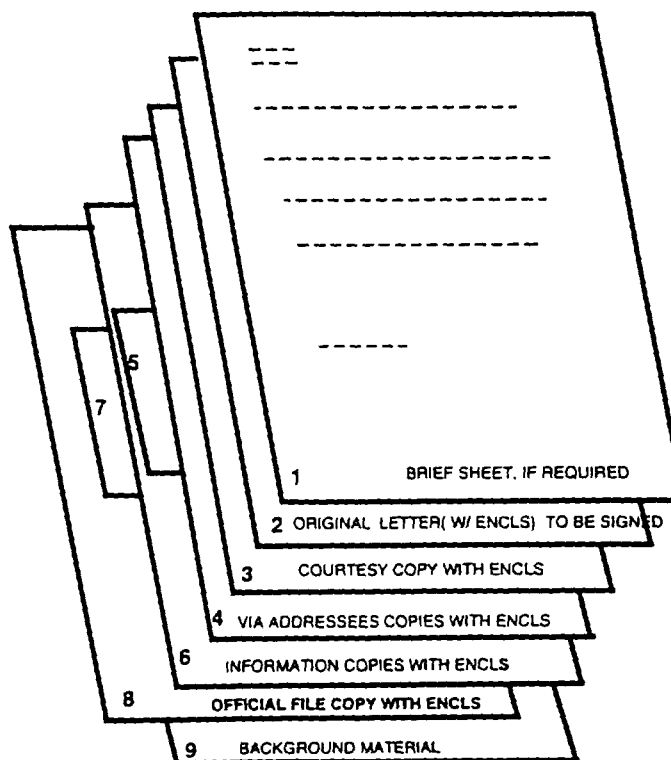 5
7
1 BRIEF SHEET, IF REQUIRED
2 ORIGINAL LETTER( W/ ENCLS) TO BE SIGNED
3 COURTESY COPY WITH ENCLS
4 VIA ADDRESSEES COPIES WITH ENCLS
6 INFORMATION COPIES WITH ENCLS
8 OFFICIAL FILE COPY WITH ENCLS
9 BACKGROUND MATERIAL